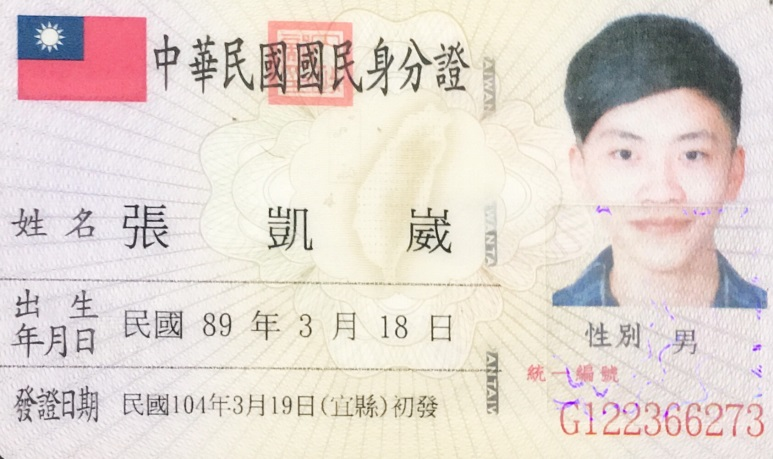 中華民國國民身分證
姓名 張凱崴
出生年月日 民國 89 年 3 月 18 日
性別 男
發證日期 民國104年3月19日(宜縣)初發
統一編號
G122366273
TAIWAN